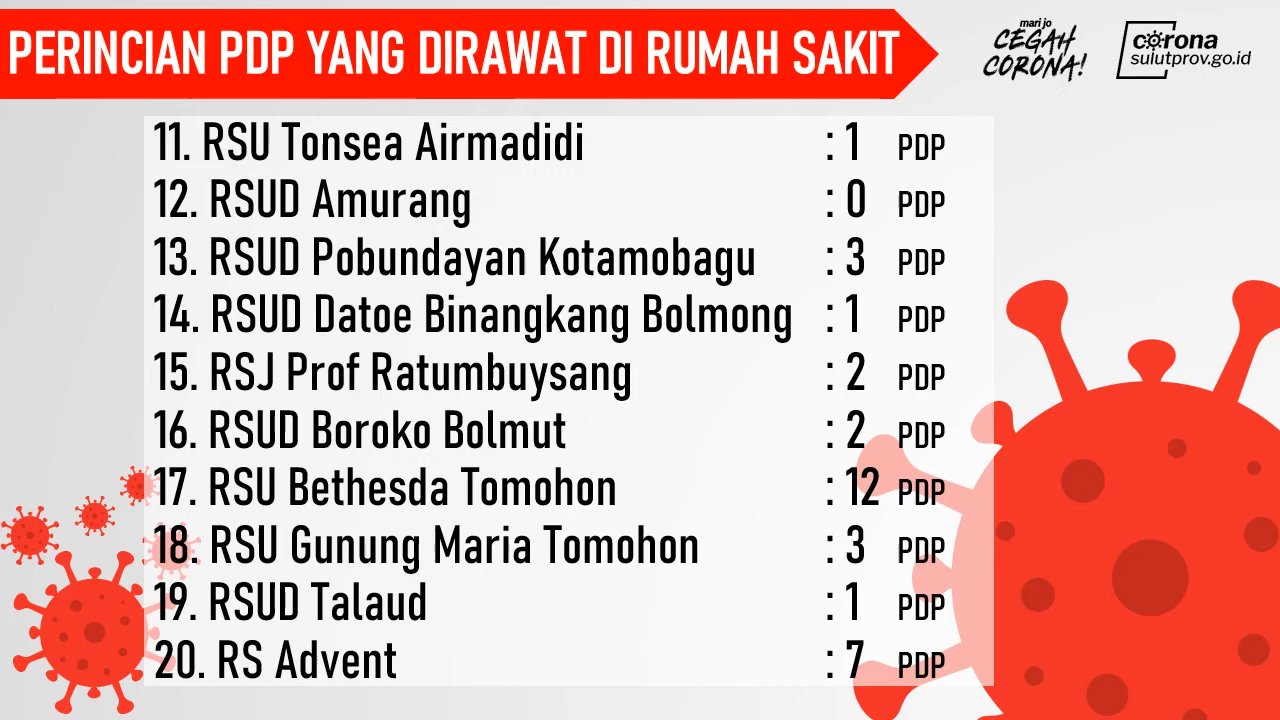 PERINCIAN PDP YANG DIRAWAT DI RUMAH SAKIT
mari jo
CEGAH
CORONA!
corona
sulutprov.go.id
11. RSU Tonsea Airmadidi : 1 PDP
12. RSUD Amurang : 0 PDP
13. RSUD Pobundayan Kotamobagu : 3 PDP
14. RSUD Datoe Binangkang Bolmong : 1 PDP
15. RSJ Prof Ratumbuysang : 2 PDP
16. RSUD Boroko Bolmut : 2 PDP
17. RSU Bethesda Tomohon : 12 PDP
18. RSU Gunung Maria Tomohon : 3 PDP
19. RSUD Talaud : 1 PDP
20. RS Advent : 7 PDP